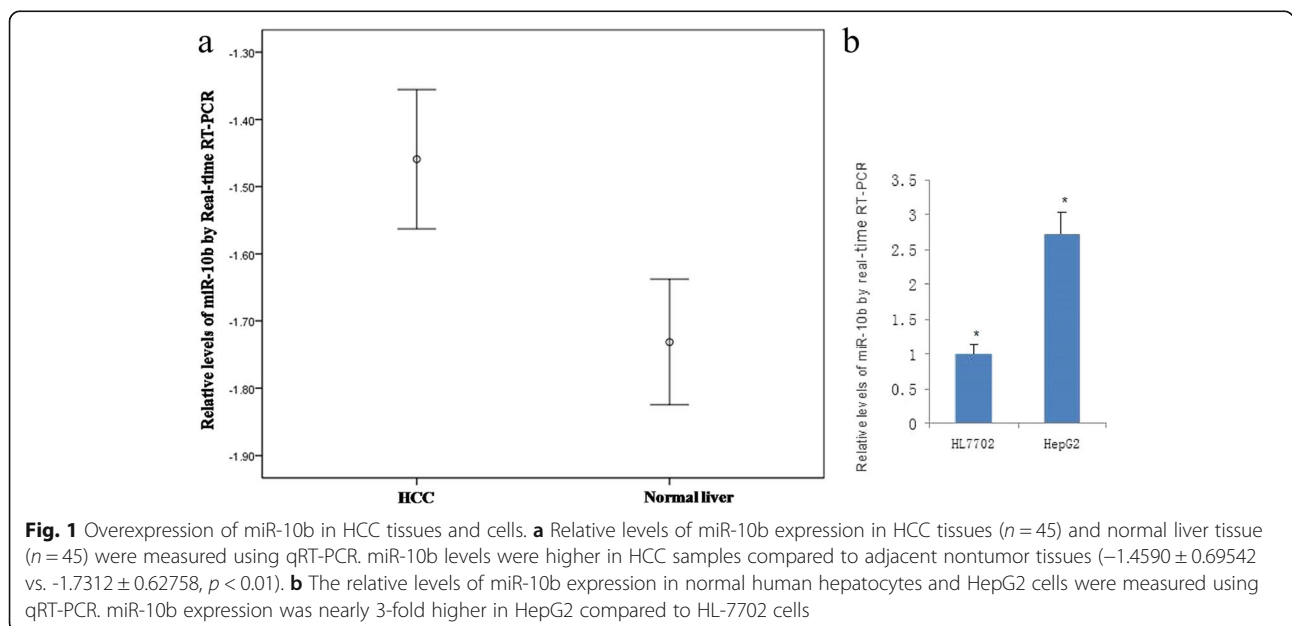 a
b
Relative levels of miR-10b by Real-time RT-PCR
-1.30
-1.40
-1.50
-1.60
-1.70
-1.80
-1.90
HCC
Normal liver
Relative levels of miR-10b by real-time RT-PCR
3.5
3
2.5
2
1.5
1
0.5
0
*
*
HL7702
HepG2
Fig. 1 Overexpression of miR-10b in HCC tissues and cells. a Relative levels of miR-10b expression in HCC tissues (n = 45) and normal liver tissue
(n = 45) were measured using qRT-PCR. miR-10b levels were higher in HCC samples compared to adjacent nontumor tissues (−1.4590 ± 0.69542
vs. -1.7312 ± 0.62758, p < 0.01). b The relative levels of miR-10b expression in normal human hepatocytes and HepG2 cells were measured using
qRT-PCR. miR-10b expression was nearly 3-fold higher in HepG2 compared to HL-7702 cells